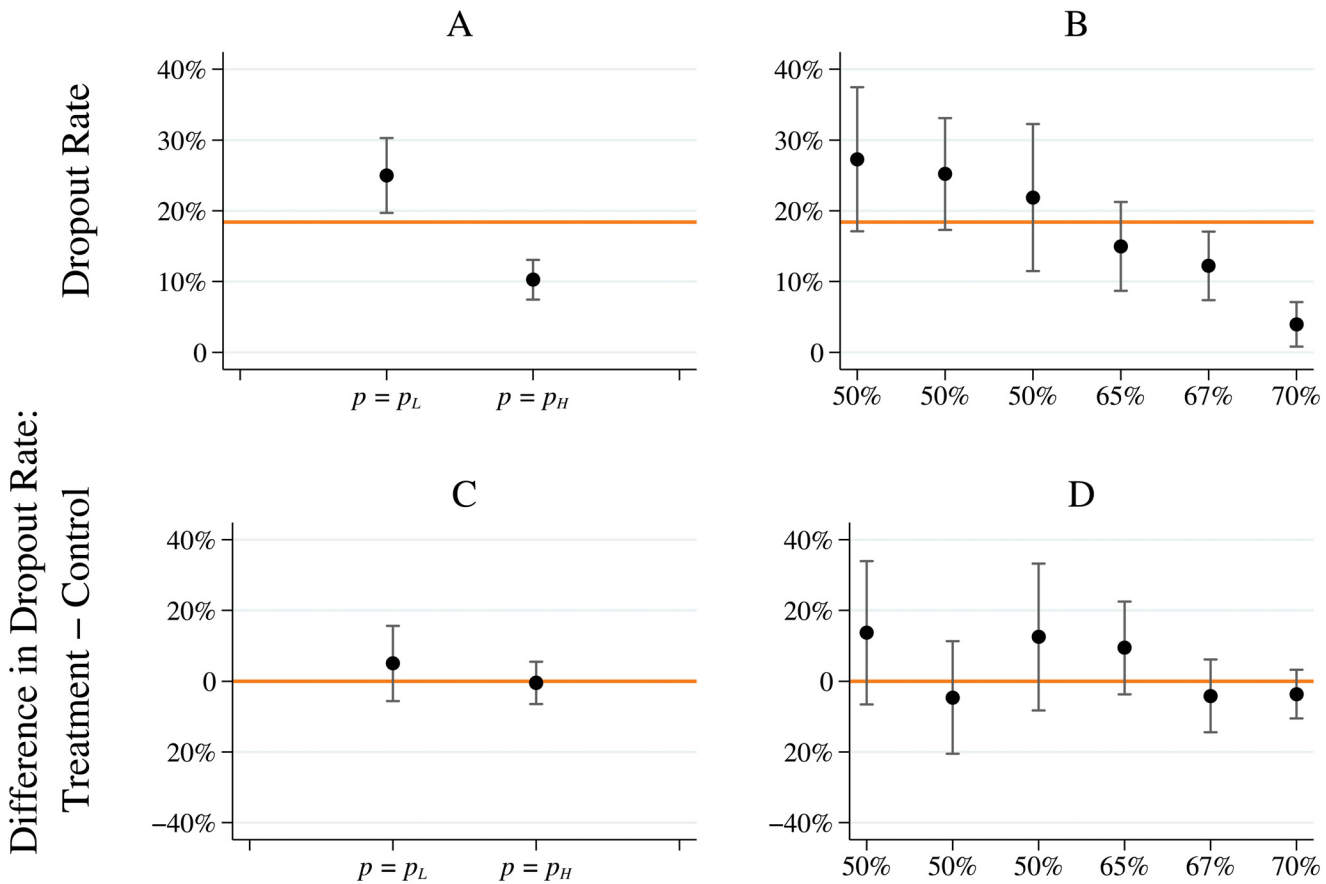 A
Dropout Rate
40%
30%
20%
10%
0
p = pL
p = pH
B
40%
30%
20%
10%
0
50%
50%
50%
65%
67%
70%
Difference in Dropout Rate:
Treatment – Control
C
40%
20%
0
20%
−40%
p = pL
p = pH
D
40%
20%
0
20%
−40%
50%
50%
50%
65%
67%
70%